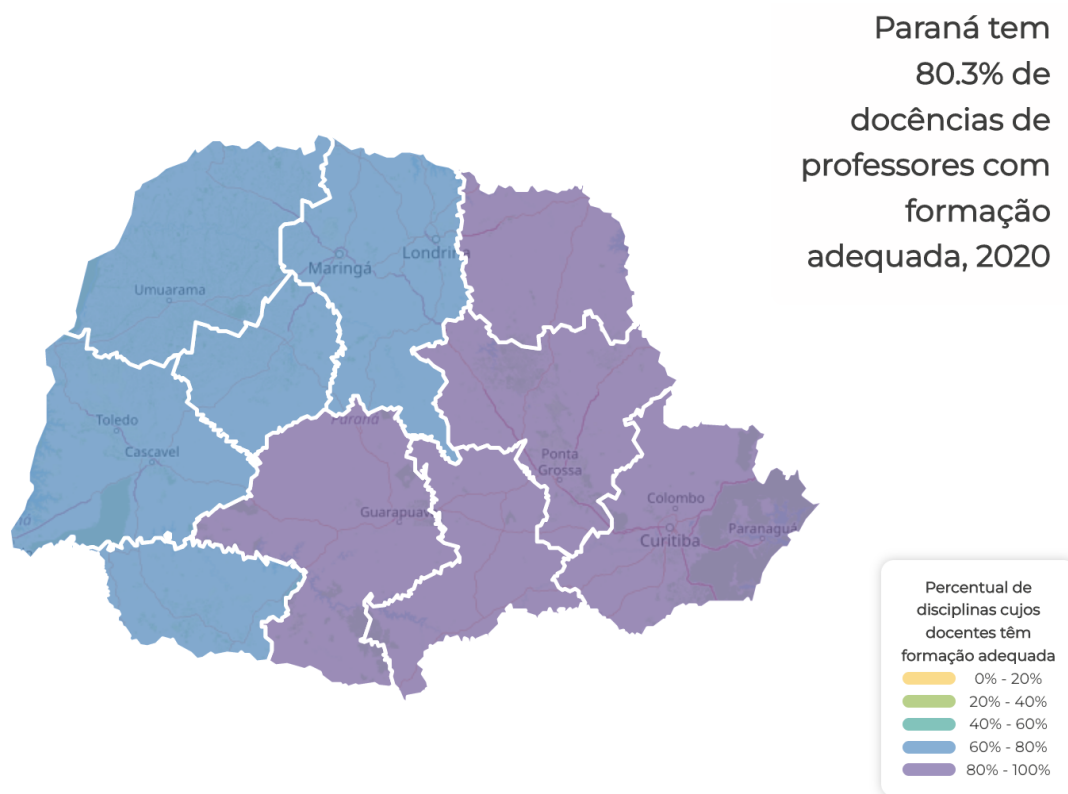 Paraná tem
80.3% de
docências de
professores com
formação
adequada, 2020
Maringá
Londrina
Umuarama
Toledo
Cascavel
Paraná
Guarapuava
Ponta
Grossa
Colombo
Curitiba
Paranaguá
Percentual de
disciplinas cujos
docentes têm
formação adequada
0% - 20%
20% - 40%
40% - 60%
60% - 80%
80% - 100%